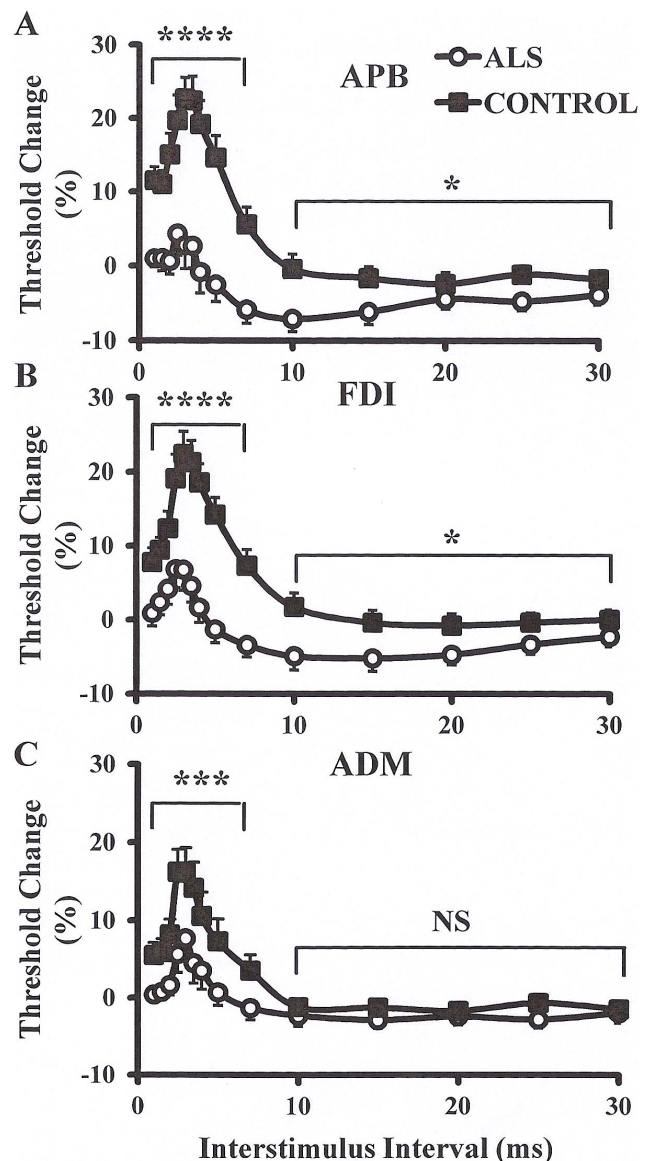 A
****
APB
ALS
CONTROL
*
Threshold Change
(%)
30
20
10
0
-10
0
10
20
30
B
****
FDI
*
Threshold Change
(%)
30
20
10
0
-10
0
10
20
30
C
***
ADM
NS
Threshold Change
(%)
30
20
10
0
-10
0
10
20
30
Interstimulus Interval (ms)